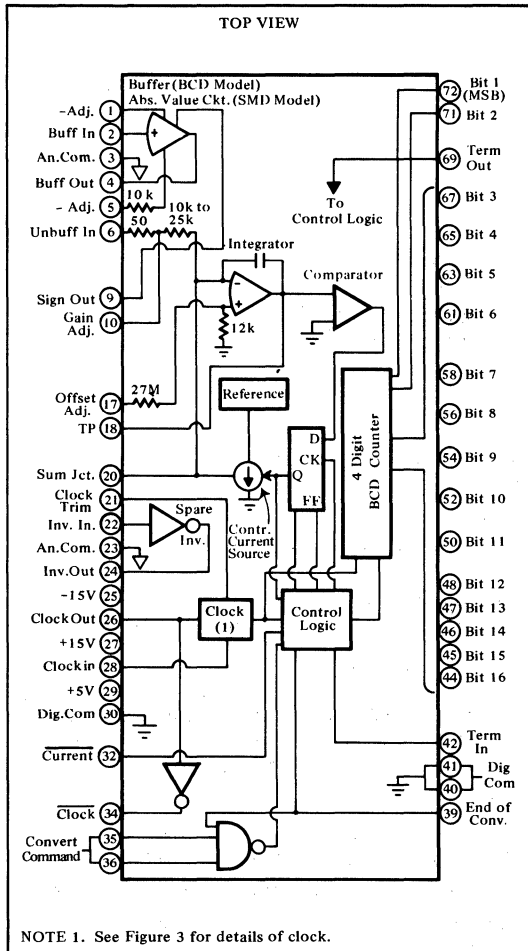 TOP VIEW
Buffer (BCD Model)
Abs. Value Ckt. (SMD Model)
-Adj. 1
Buff In 2
An.Com. 3
Buff Out 4
- Adj. 5
10 k
10k to
25k
50
Unbuff In 6
Integrator
Comparator
Sign Out 9
Gain
Adj. 10
12k
Offset
Adj. 17
27M
TP 18
Reference
Sum Jct. 20
Clock
Trim 21
Inv. In. 22
Spare
Inv.
An.Com. 23
Inv.Out 24
Contr.
Current
Source
D
CK
Q
FF
4 Digit
BCD Counter
-15V 25
Clock Out 26
Clock
(1)
Control
Logic
+15V 27
Clock in 28
+5V 29
Dig.Com 30
Current 32
Clock 34
Convert
Command
35
36
72 Bit 1
(MSB)
71 Bit 2
69 Term
Out
To
Control Logic
67 Bit 3
65 Bit 4
63 Bit 5
61 Bit 6
58 Bit 7
56 Bit 8
54 Bit 9
52 Bit 10
50 Bit 11
48 Bit 12
47 Bit 13
46 Bit 14
45 Bit 15
44 Bit 16
42 Term
In
41
40
Dig
Com
39 End of
Conv.
+
-
+
NOTE 1. See Figure 3 for details of clock.